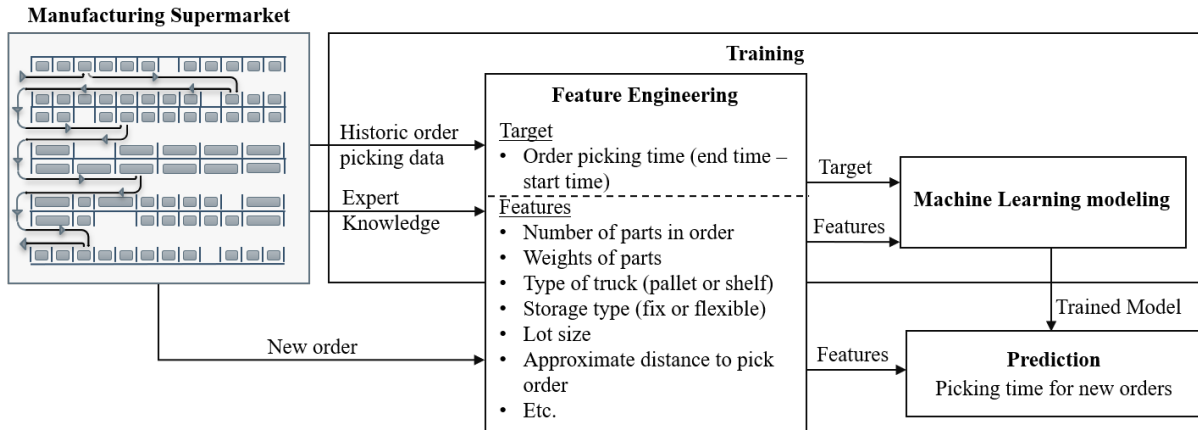 Manufacturing Supermarket
Training
Feature Engineering
Target
• Order picking time (end time –
start time)
Features
• Number of parts in order
• Weights of parts
• Type of truck (pallet or shelf)
• Storage type (fix or flexible)
• Lot size
• Approximate distance to pick
order
• Etc.
Historic order
picking data
Expert
Knowledge
New order
Target
Features
Machine Learning modeling
Trained Model
Features
Prediction
Picking time for new orders